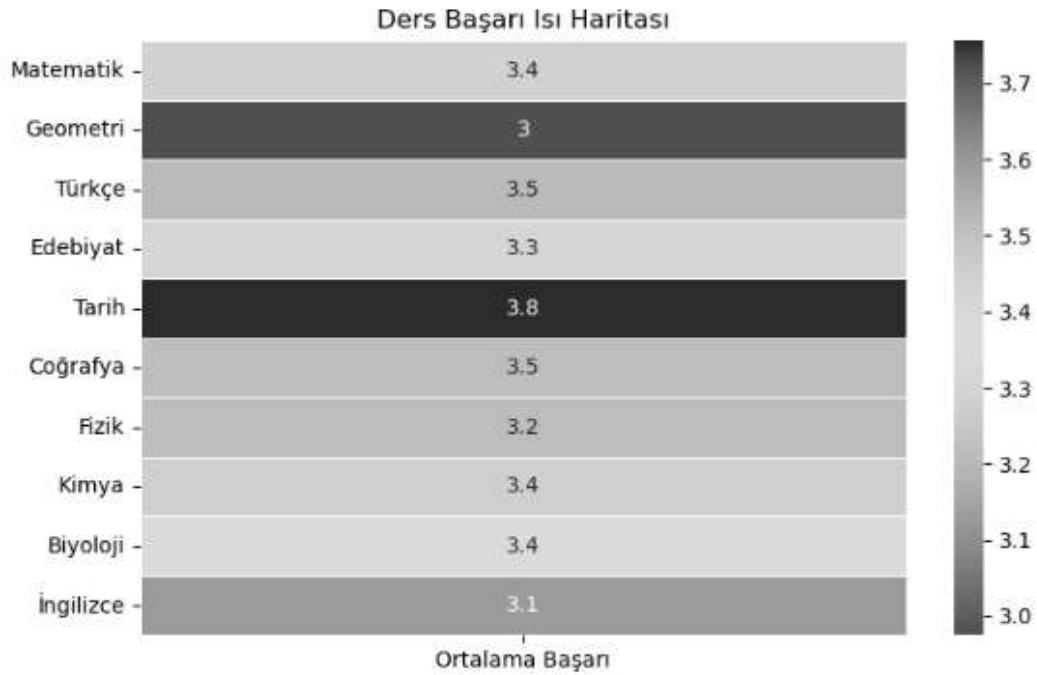 Ders Başarı Isı Haritası
Matematik 3.4
Geometri 3
Türkçe 3.5
Edebiyat 3.3
Tarih 3.8
Coğrafya 3.5
Fizik 3.2
Kimya 3.4
Biyoloji 3.4
İngilizce 3.1
Ortalama Başarı
3.7
3.6
3.5
3.4
3.3
3.2
3.1
3.0